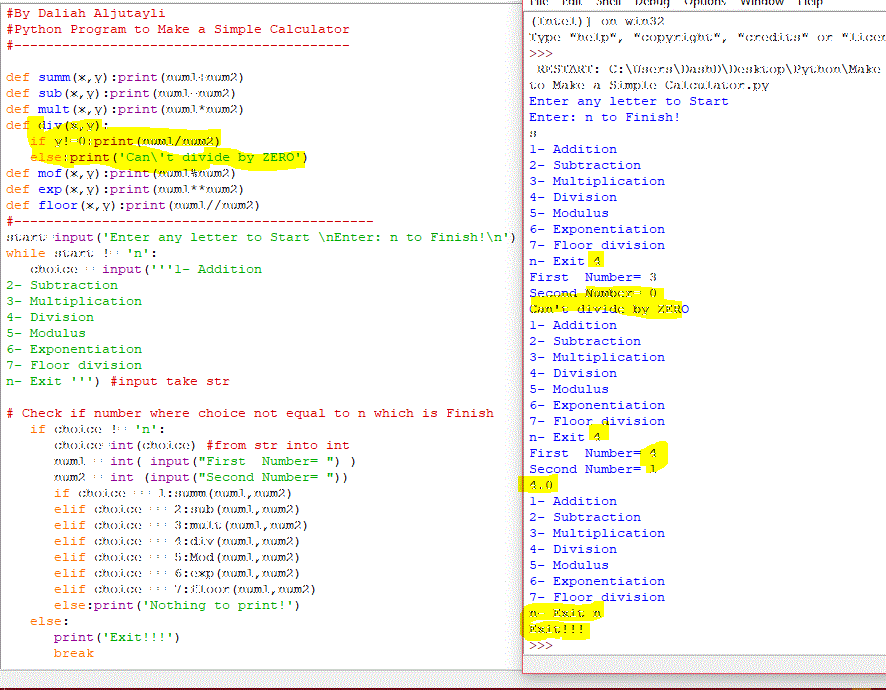 #By Daliah Aljutayli
#Python Program to Make a Simple Calculator
#------------------------------------------
def summ(x,y):print(num1+num2)
def sub(x,y):print(num1-num2)
def mult(x,y):print(num1*num2)
def div(x,y):
if y!=0:print(num1/num2)
else:print('Can\'t divide by ZERO')
def mof(x,y):print(num1%num2)
def exp(x,y):print(num1**num2)
def floor(x,y):print(num1//num2)
#---------------------------------------------
start=input('Enter any letter to Start \nEnter: n to Finish!\n')
while start != 'n':
choice = input('''1- Addition
2- Subtraction
3- Multiplication
4- Division
5- Modulus
6- Exponentiation
7- Floor division
n- Exit ''') #input take str
# Check if number where choice not equal to n which is Finish
if choice != 'n':
choice=int(choice) #from str into int
num1 = int( input("First  Number= ") )
num2 = int (input("Second Number= "))
if choice == 1:summ(num1,num2)
elif choice == 2:sub(num1,num2)
elif choice == 3:mult(num1,num2)
elif choice == 4:div(num1,num2)
elif choice == 5:Mod(num1,num2)
elif choice == 6:exp(num1,num2)
elif choice == 7:floor(num1,num2)
else:print('Nothing to print!')
else:
print('Exit!!!')
break
File Edit Shell Debug Options Window Help
(Intel)] on win32
Type "help", "copyright", "credits" or "licen
>>>
RESTART: C:\Users\DashD\Desktop\Python\Make
to Make a Simple Calculator.py
Enter any letter to Start
Enter: n to Finish!
s
1- Addition
2- Subtraction
3- Multiplication
4- Division
5- Modulus
6- Exponentiation
7- Floor division
n- Exit 4
First  Number= 3
Second Number= 0
Can't divide by ZERO
1- Addition
2- Subtraction
3- Multiplication
4- Division
5- Modulus
6- Exponentiation
7- Floor division
n- Exit 4
First  Number= 4
Second Number= 1
4.0
1- Addition
2- Subtraction
3- Multiplication
4- Division
5- Modulus
6- Exponentiation
7- Floor division
n- Exit n
Exit!!!
>>>